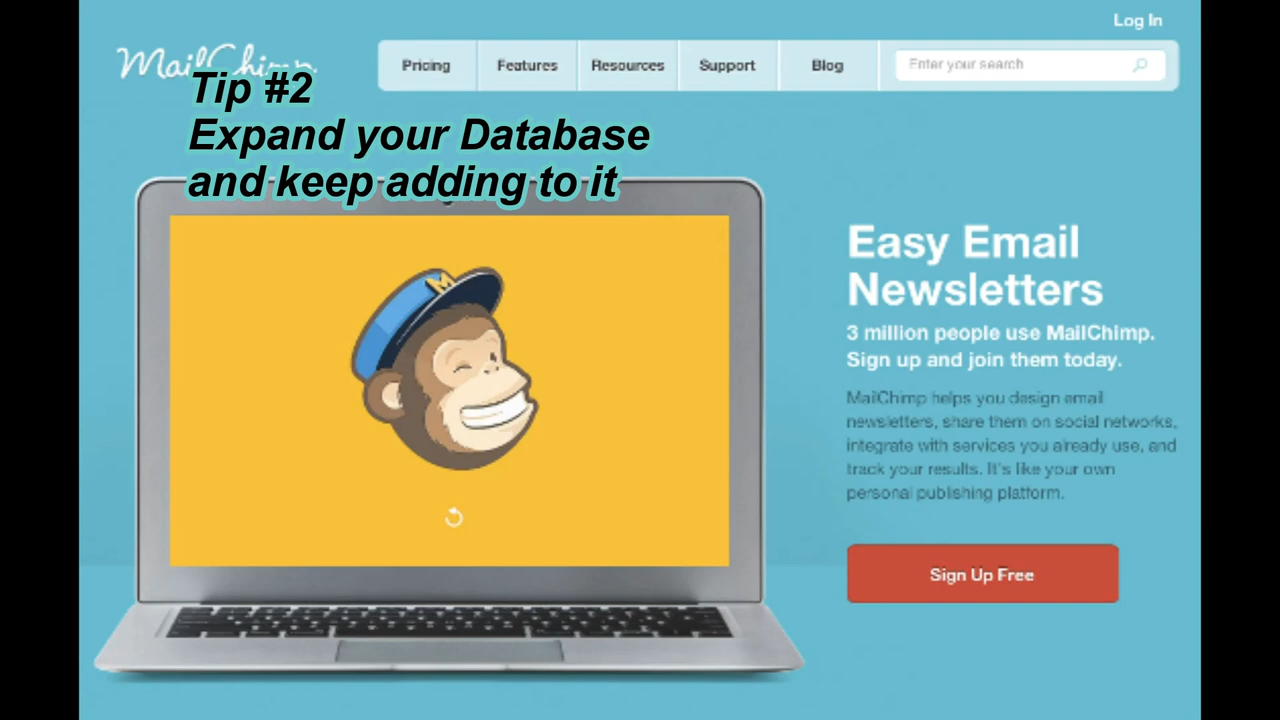 Log In
MailChimp
Pricing
Features
Resources
Support
Blog
Enter your search
Tip #2
Expand your Database
and keep adding to it
M
Easy Email
Newsletters
3 million people use MailChimp.
Sign up and join them today.
MailChimp helps you design email
newsletters, share them on social networks,
integrate with services you already use, and
track your results. It's like your own
personal publishing platform.
Sign Up Free